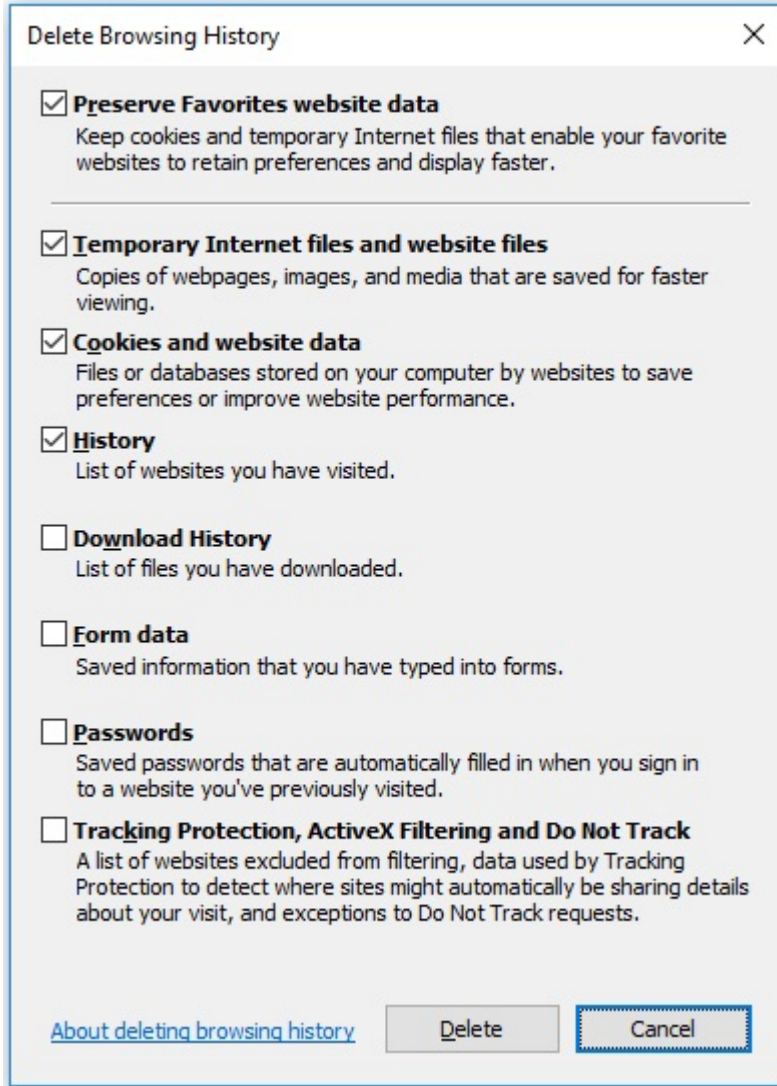 Delete Browsing History
Preserve Favorites website data
Keep cookies and temporary Internet files that enable your favorite
websites to retain preferences and display faster.
Temporary Internet files and website files
Copies of webpages, images, and media that are saved for faster
viewing.
Cookies and website data
Files or databases stored on your computer by websites to save
preferences or improve website performance.
History
List of websites you have visited.
Download History
List of files you have downloaded.
Form data
Saved information that you have typed into forms.
Passwords
Saved passwords that are automatically filled in when you sign in
to a website you've previously visited.
Tracking Protection, ActiveX Filtering and Do Not Track
A list of websites excluded from filtering, data used by Tracking
Protection to detect where sites might automatically be sharing details
about your visit, and exceptions to Do Not Track requests.
About deleting browsing history Delete Cancel